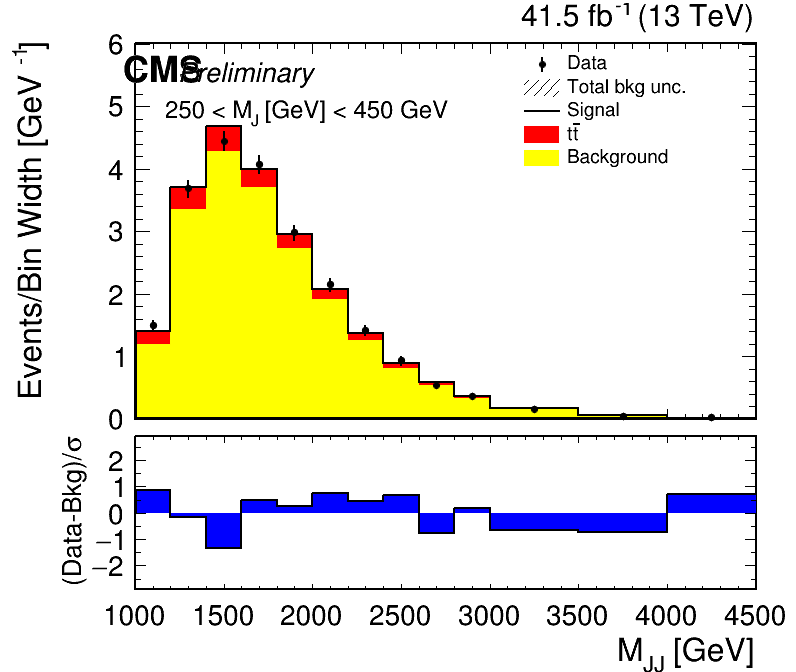 41.5 fb⁻¹ (13 TeV)
CMS Preliminary
250 < M_J [GeV] < 450 GeV
Data
Total bkg unc.
Signal
tt̄
Background
Events/Bin Width [GeV⁻¹]
6
5
4
3
2
1
0
(Data-Bkg)/σ
2
1
0
−1
−2
1000 1500 2000 2500 3000 3500 4000 4500
M_JJ [GeV]